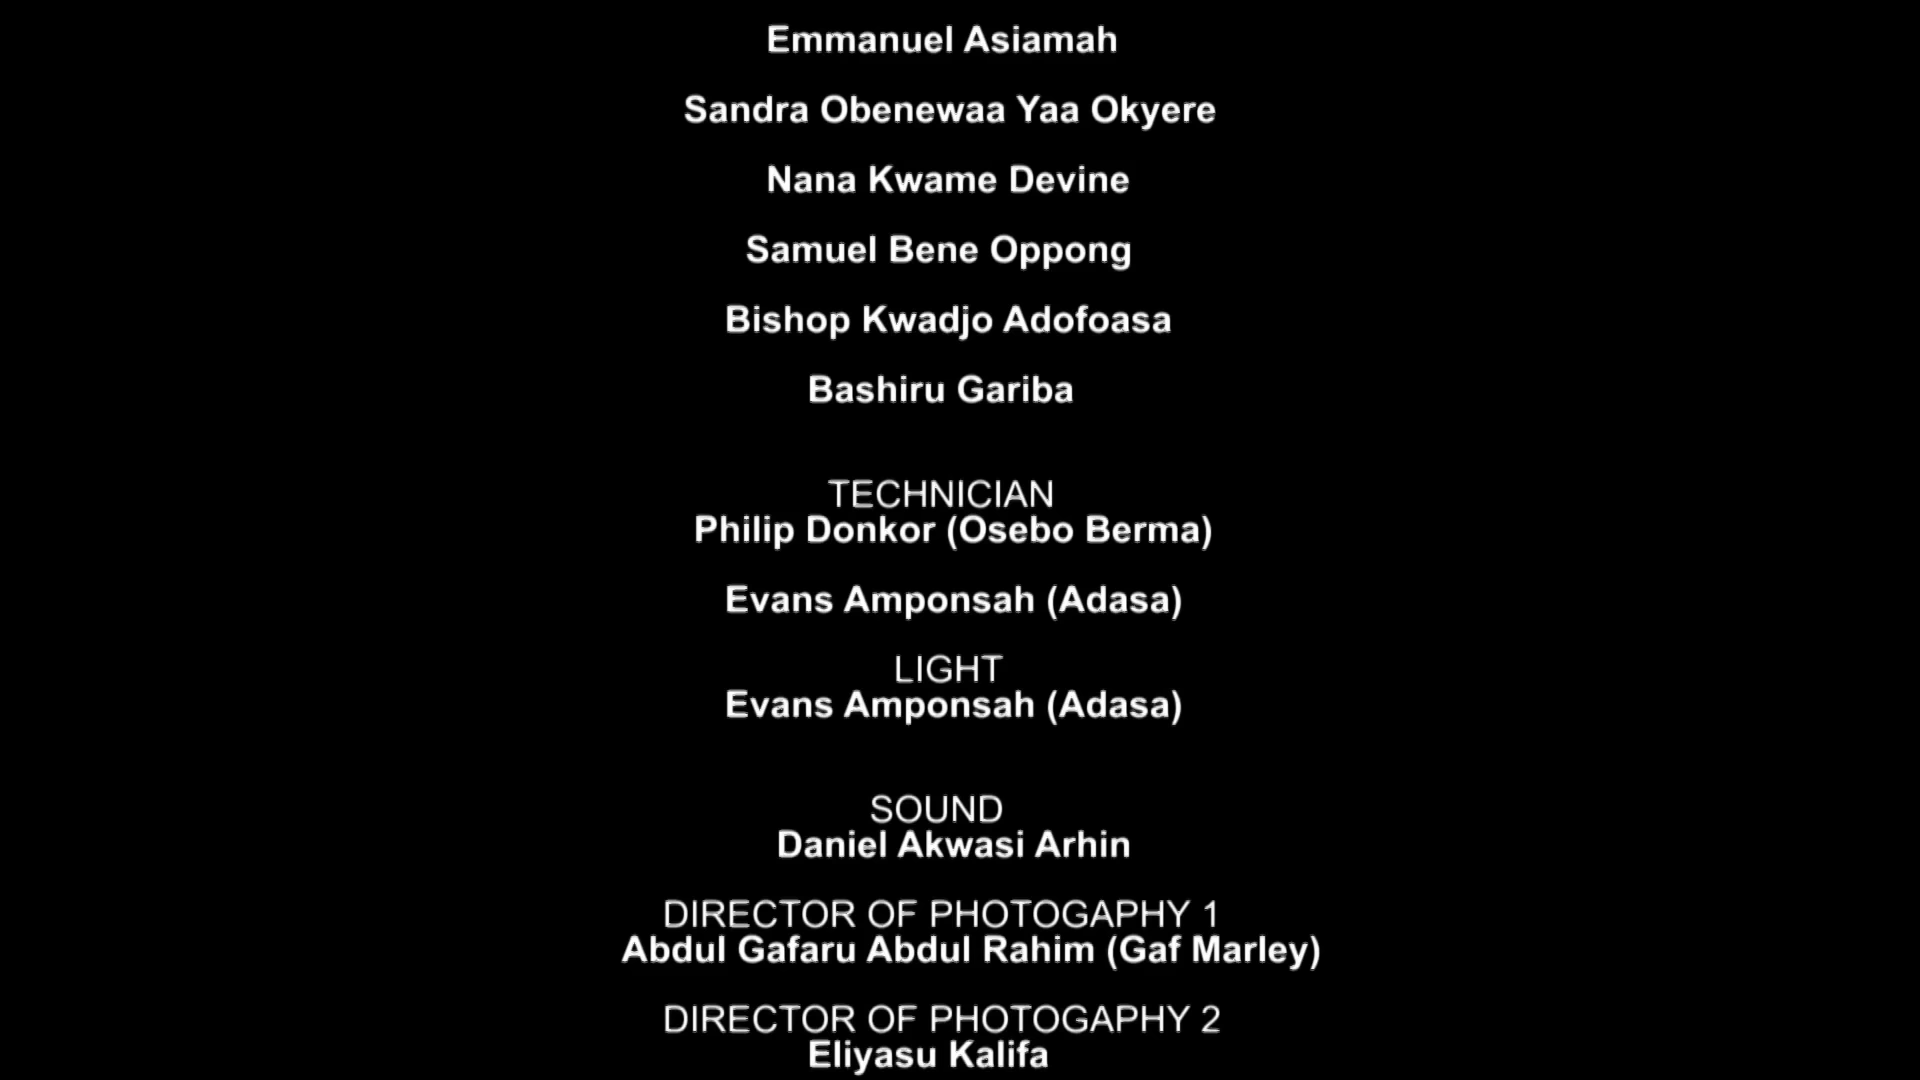 Emmanuel Asiamah
Sandra Obenewaa Yaa Okyere
Nana Kwame Devine
Samuel Bene Oppong
Bishop Kwadjo Adofoasa
Bashiru Gariba
TECHNICIAN
Philip Donkor (Osebo Berma)
Evans Amponsah (Adasa)
LIGHT
Evans Amponsah (Adasa)
SOUND
Daniel Akwasi Arhin
DIRECTOR OF PHOTOGAPHY 1
Abdul Gafaru Abdul Rahim (Gaf Marley)
DIRECTOR OF PHOTOGAPHY 2
Eliyasu Kalifa